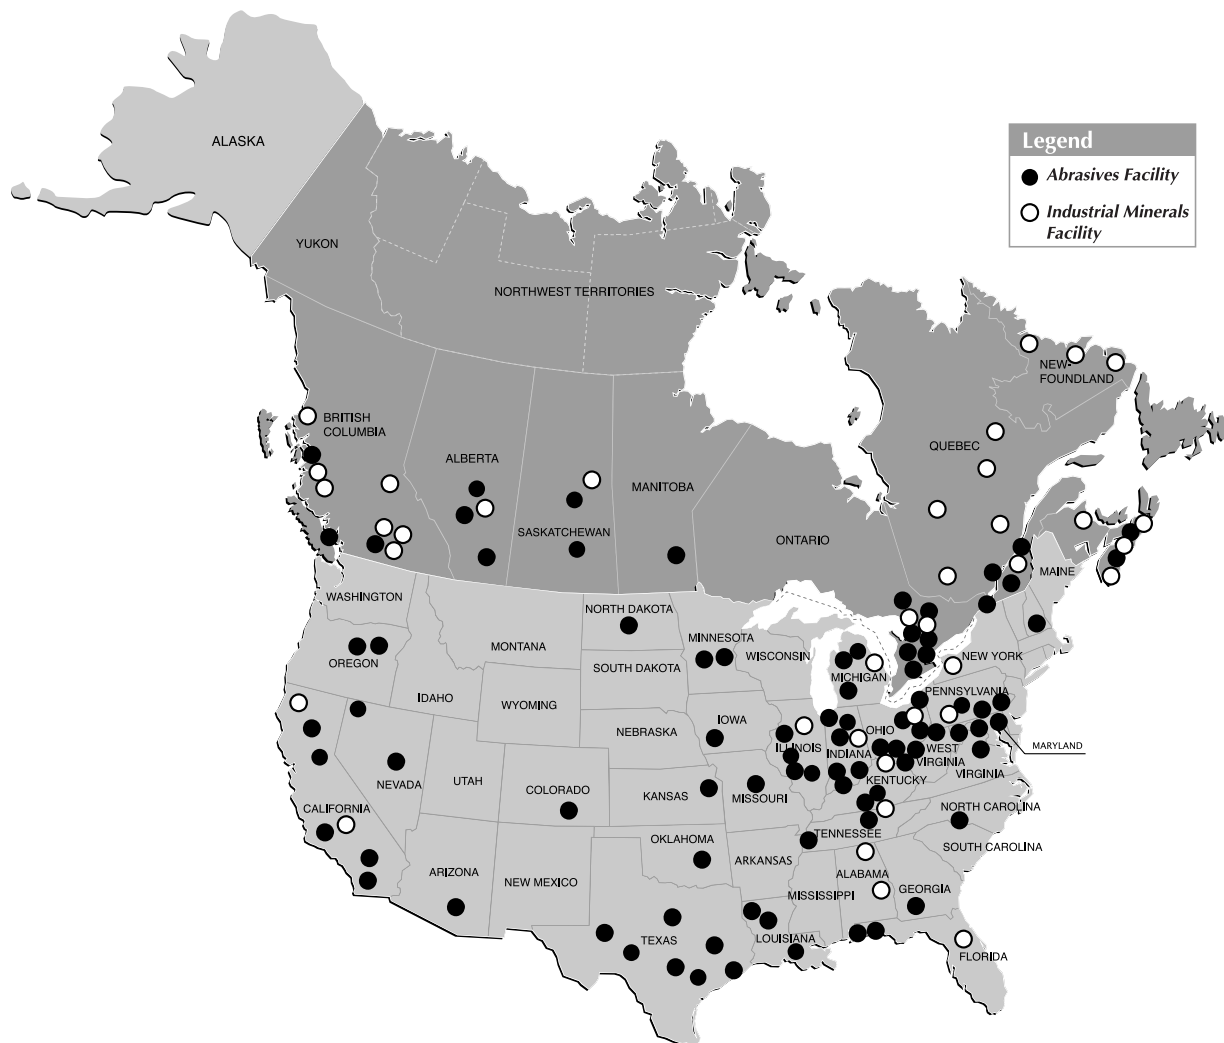 ALASKA
Legend
Abrasives Facility
Industrial Minerals
Facility
YUKON
NORTHWEST TERRITORIES
NEW-
FOUNDLAND
BRITISH
COLUMBIA
QUEBEC
ALBERTA
MANITOBA
SASKATCHEWAN
ONTARIO
MAINE
WASHINGTON
NORTH DAKOTA
MONTANA
MINNESOTA
WISCONSIN
NEW YORK
OREGON
SOUTH DAKOTA
MICHIGAN
IDAHO
WYOMING
PENNSYLVANIA
NEBRASKA
IOWA
OHIO
ILLINOIS
INDIANA
WEST
VIRGINIA
MARYLAND
NEVADA
UTAH
COLORADO
KANSAS
MISSOURI
KENTUCKY
VIRGINIA
CALIFORNIA
NORTH CAROLINA
OKLAHOMA
TENNESSEE
SOUTH CAROLINA
ARIZONA
NEW MEXICO
ARKANSAS
ALABAMA
MISSISSIPPI
GEORGIA
TEXAS
LOUISIANA
FLORIDA